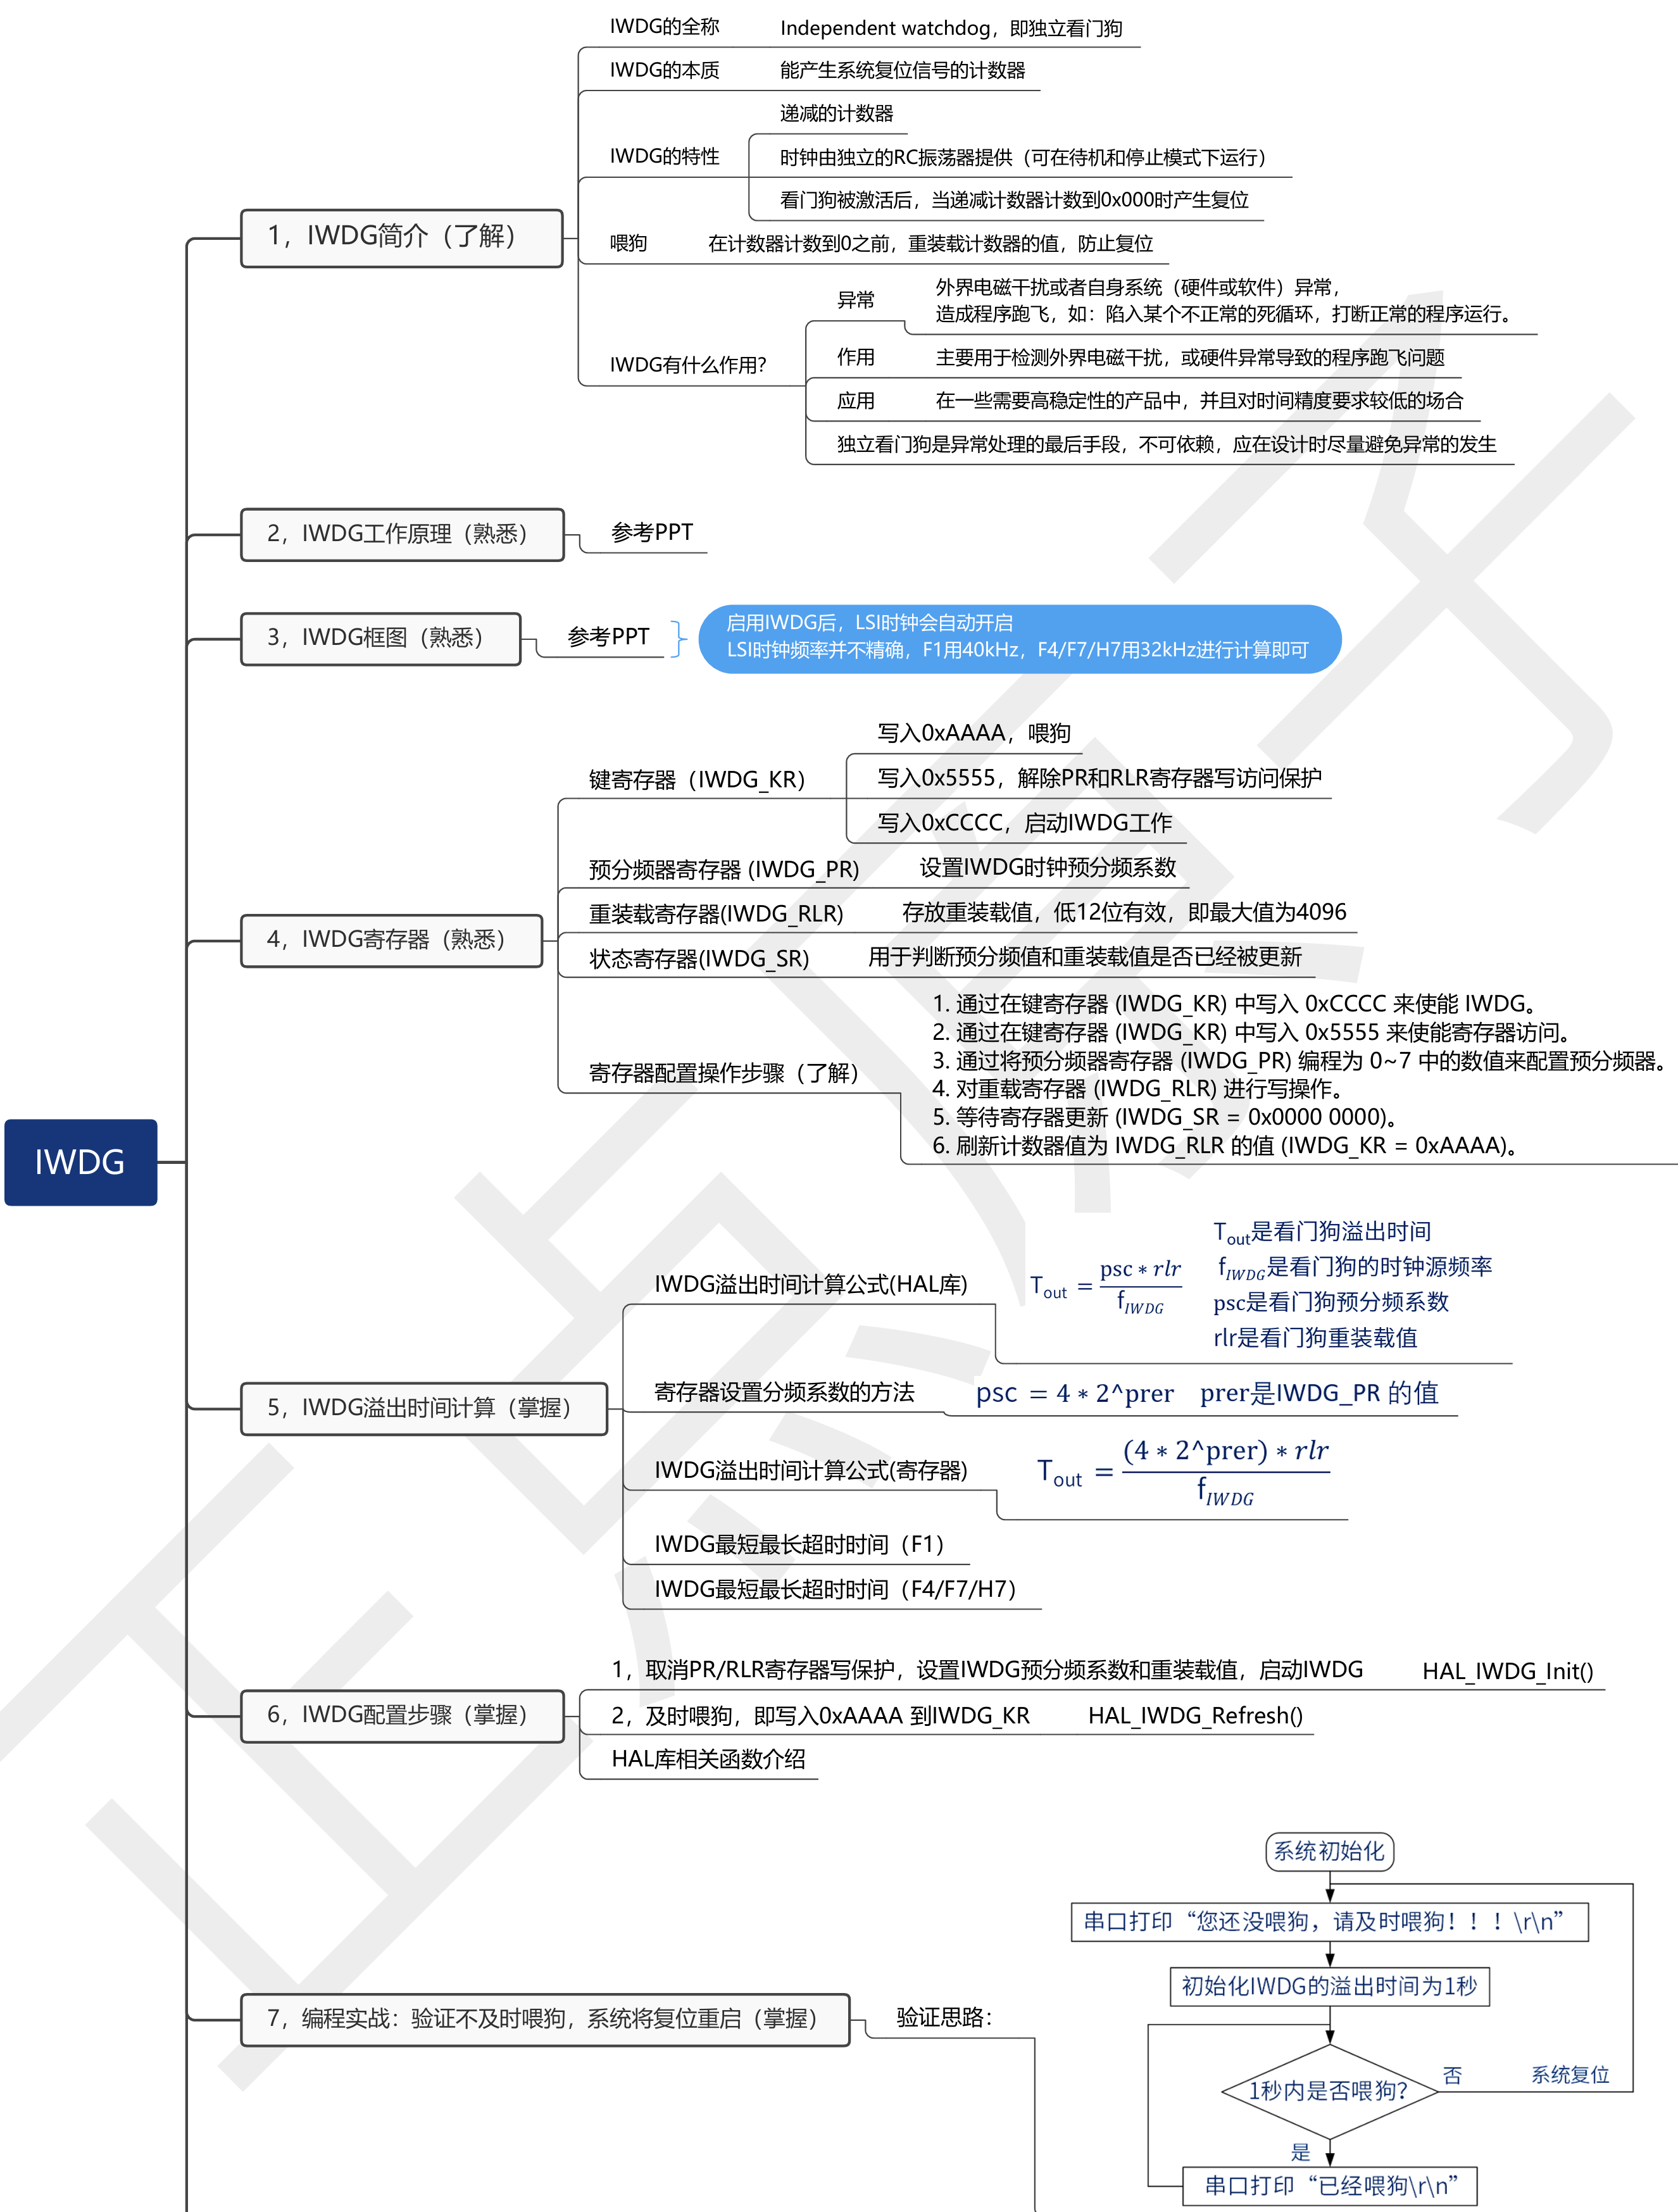 IWDG
1，IWDG简介（了解）
IWDG的全称
Independent watchdog，即独立看门狗
IWDG的本质
能产生系统复位信号的计数器
IWDG的特性
递减的计数器
时钟由独立的RC振荡器提供（可在待机和停止模式下运行）
看门狗被激活后，当递减计数器计数到0x000时产生复位
喂狗
在计数器计数到0之前，重装载计数器的值，防止复位
IWDG有什么作用？
异常
外界电磁干扰或者自身系统（硬件或软件）异常，
造成程序跑飞，如：陷入某个不正常的死循环，打断正常的程序运行。
作用
主要用于检测外界电磁干扰，或硬件异常导致的程序跑飞问题
应用
在一些需要高稳定性的产品中，并且对时间精度要求较低的场合
独立看门狗是异常处理的最后手段，不可依赖，应在设计时尽量避免异常的发生
2，IWDG工作原理（熟悉）
参考PPT
3，IWDG框图（熟悉）
参考PPT
启用IWDG后，LSI时钟会自动开启
LSI时钟频率并不精确，F1用40kHz，F4/F7/H7用32kHz进行计算即可
4，IWDG寄存器（熟悉）
键寄存器（IWDG_KR）
写入0xAAAA，喂狗
写入0x5555，解除PR和RLR寄存器写访问保护
写入0xCCCC，启动IWDG工作
预分频器寄存器 (IWDG_PR)
设置IWDG时钟预分频系数
重装载寄存器(IWDG_RLR)
存放重装载值，低12位有效，即最大值为4096
状态寄存器(IWDG_SR)
用于判断预分频值和重装载值是否已经被更新
寄存器配置操作步骤（了解）
1. 通过在键寄存器 (IWDG_KR) 中写入 0xCCCC 来使能 IWDG。
2. 通过在键寄存器 (IWDG_KR) 中写入 0x5555 来使能寄存器访问。
3. 通过将预分频器寄存器 (IWDG_PR) 编程为 0~7 中的数值来配置预分频器。
4. 对重载寄存器 (IWDG_RLR) 进行写操作。
5. 等待寄存器更新 (IWDG_SR = 0x0000 0000)。
6. 刷新计数器值为 IWDG_RLR 的值 (IWDG_KR = 0xAAAA)。
5，IWDG溢出时间计算（掌握）
IWDG溢出时间计算公式(HAL库)
T_out = psc * rlr / f_IWDG
T_out是看门狗溢出时间
f_IWDG是看门狗的时钟源频率
psc是看门狗预分频系数
rlr是看门狗重装载值
寄存器设置分频系数的方法
psc = 4 * 2^prer prer是IWDG_PR 的值
IWDG溢出时间计算公式(寄存器)
T_out = (4 * 2^prer) * rlr / f_IWDG
IWDG最短最长超时时间（F1）
IWDG最短最长超时时间（F4/F7/H7）
6，IWDG配置步骤（掌握）
1，取消PR/RLR寄存器写保护，设置IWDG预分频系数和重装载值，启动IWDG
HAL_IWDG_Init()
2，及时喂狗，即写入0xAAAA 到IWDG_KR
HAL_IWDG_Refresh()
HAL库相关函数介绍
7，编程实战：验证不及时喂狗，系统将复位重启（掌握）
验证思路：
系统初始化
串口打印“您还没喂狗，请及时喂狗！！！\r\n”
初始化IWDG的溢出时间为1秒
1秒内是否喂狗？
否
系统复位
是
串口打印“已经喂狗\r\n”
正点原子